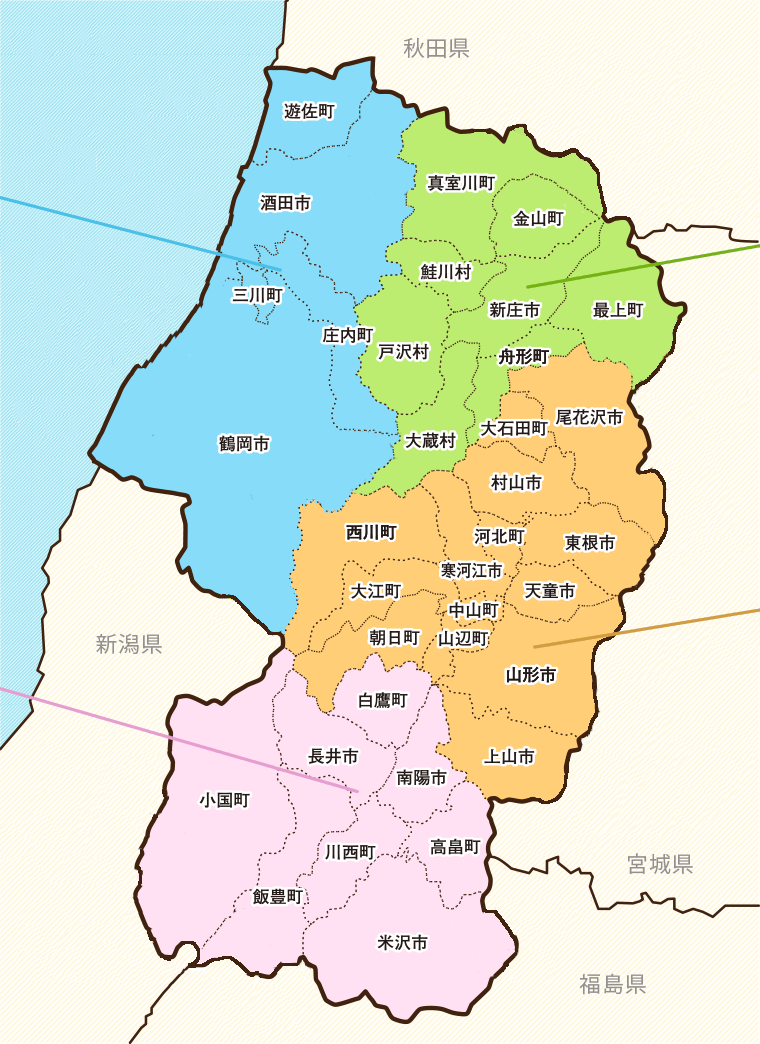 秋田県
遊佐町
真室川町
酒田市
金山町
鮭川村
三川町
新庄市
最上町
庄内町
戸沢村
舟形町
尾花沢市
大石田町
鶴岡市
大蔵村
村山市
西川町
河北町
東根市
寒河江市
大江町
天童市
中山町
朝日町
山辺町
新潟県
山形市
白鷹町
長井市
上山市
南陽市
小国町
川西町
高畠町
宮城県
飯豊町
米沢市
福島県